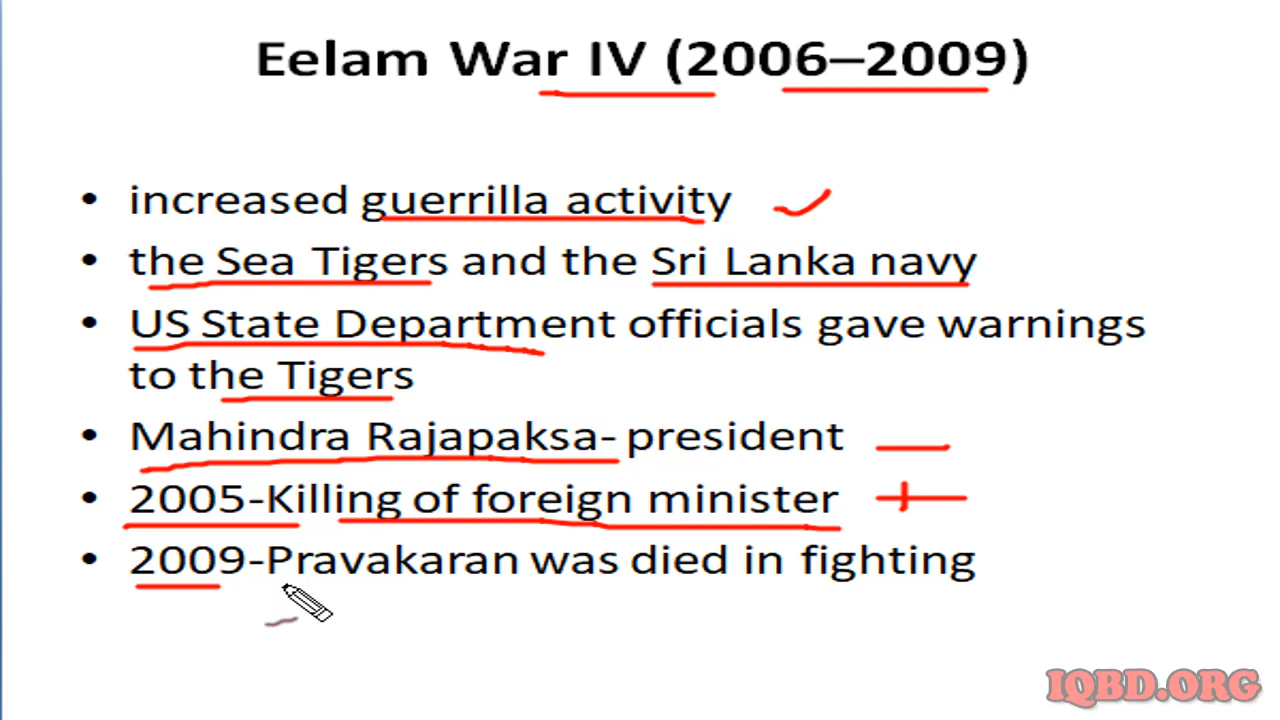 Eelam War IV (2006–2009)
• increased guerrilla activity
• the Sea Tigers and the Sri Lanka navy
• US State Department officials gave warnings
to the Tigers
• Mahindra Rajapaksa- president
• 2005-Killing of foreign minister
• 2009-Pravakaran was died in fighting
IQBD.ORG